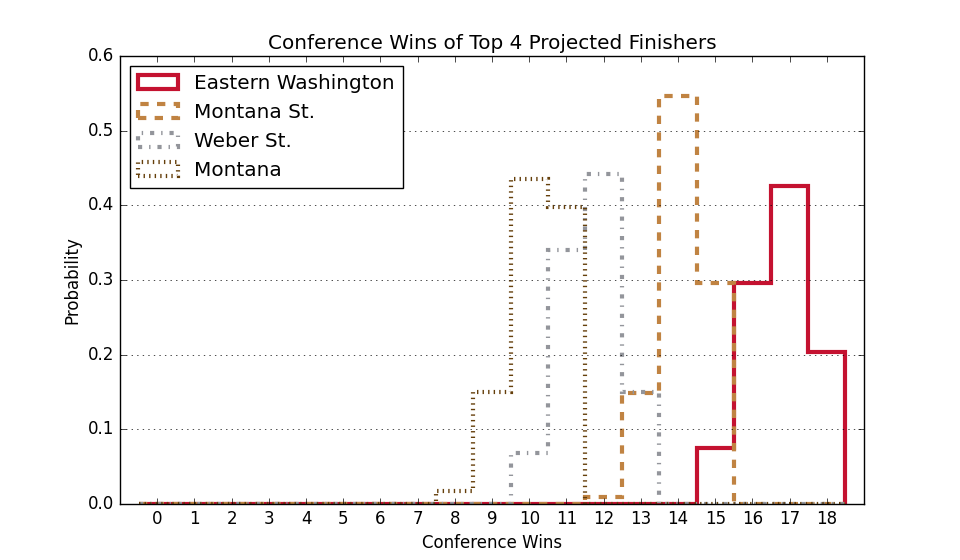 Conference Wins of Top 4 Projected Finishers
0.6
0.5
0.4
0.3
0.2
0.1
0.0
Probability
Eastern Washington
Montana St.
Weber St.
Montana
0 1 2 3 4 5 6 7 8 9 10 11 12 13 14 15 16 17 18
Conference Wins